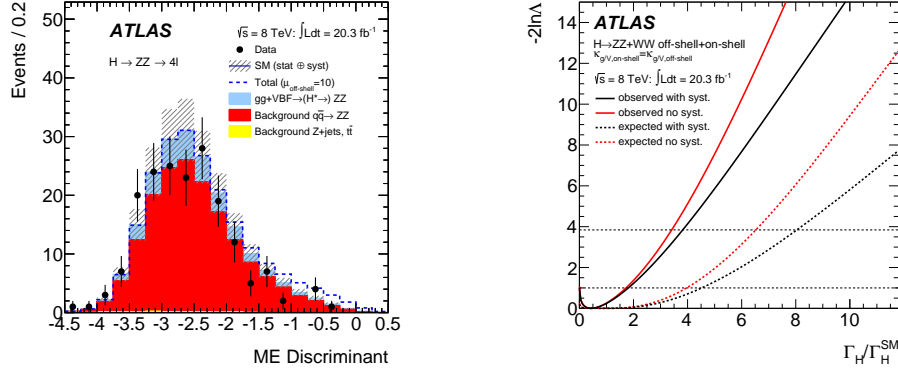 Events / 0.2
ATLAS
H → ZZ → 4l
√s = 8 TeV: ∫Ldt = 20.3 fb⁻¹
Data
SM (stat ⊕ syst)
Total (μoff-shell=10)
gg+VBF→(H*→) ZZ
Background qq̄→ ZZ
Background Z+jets, tt̄
50
40
30
20
10
0
-4.5 -4 -3.5 -3 -2.5 -2 -1.5 -1 -0.5 0 0.5
ME Discriminant
-2lnΛ
ATLAS
H→ZZ+WW off-shell+on-shell
κg/V,on-shell=κg/V,off-shell
√s = 8 TeV: ∫Ldt = 20.3 fb⁻¹
observed with syst.
observed no syst.
expected with syst.
expected no syst.
14
12
10
8
6
4
2
0
0 2 4 6 8 10
ΓH/ΓHSM